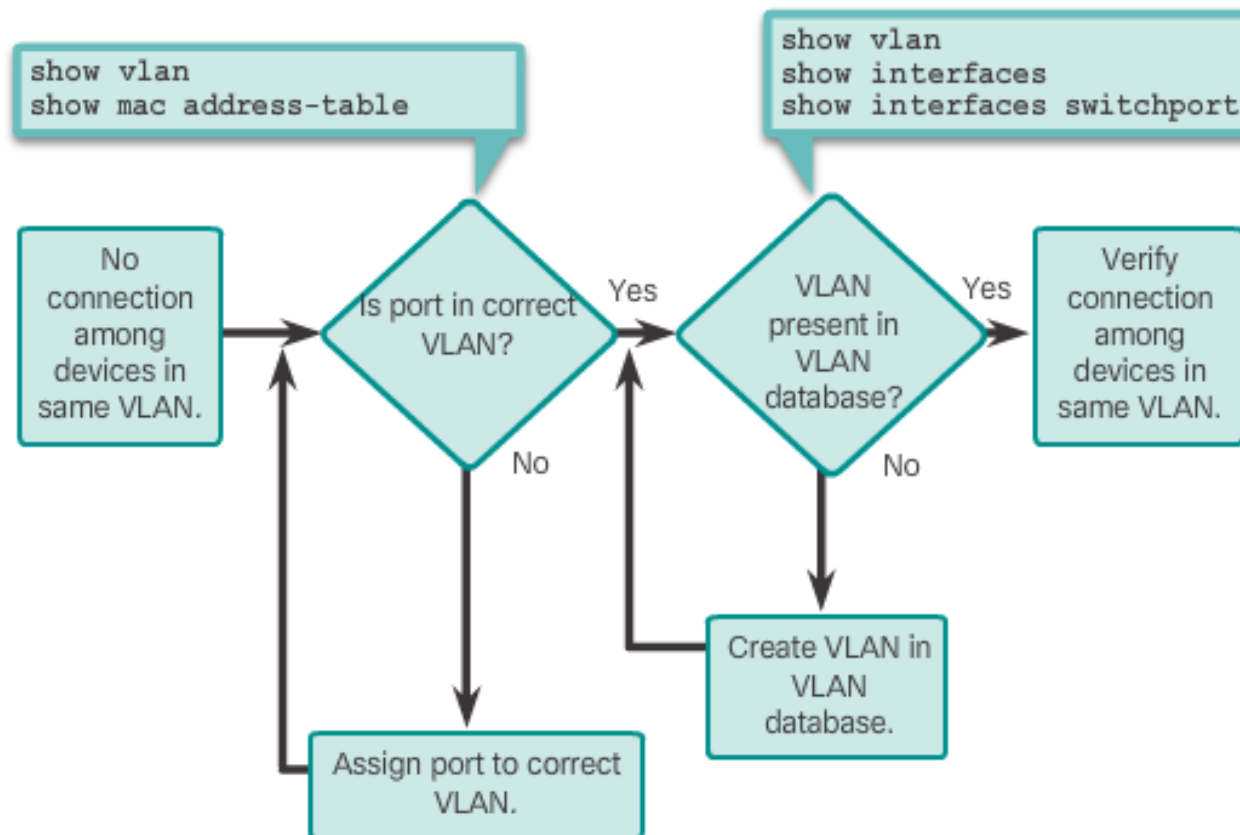 show vlan
show mac address-table
show vlan
show interfaces
show interfaces switchport
No
connection
among
devices in
same VLAN.
Is port in correct
VLAN?
Yes
No
VLAN
present in
VLAN
database?
Yes
No
Verify
connection
among
devices in
same VLAN.
Create VLAN in
VLAN
database.
Assign port to correct
VLAN.